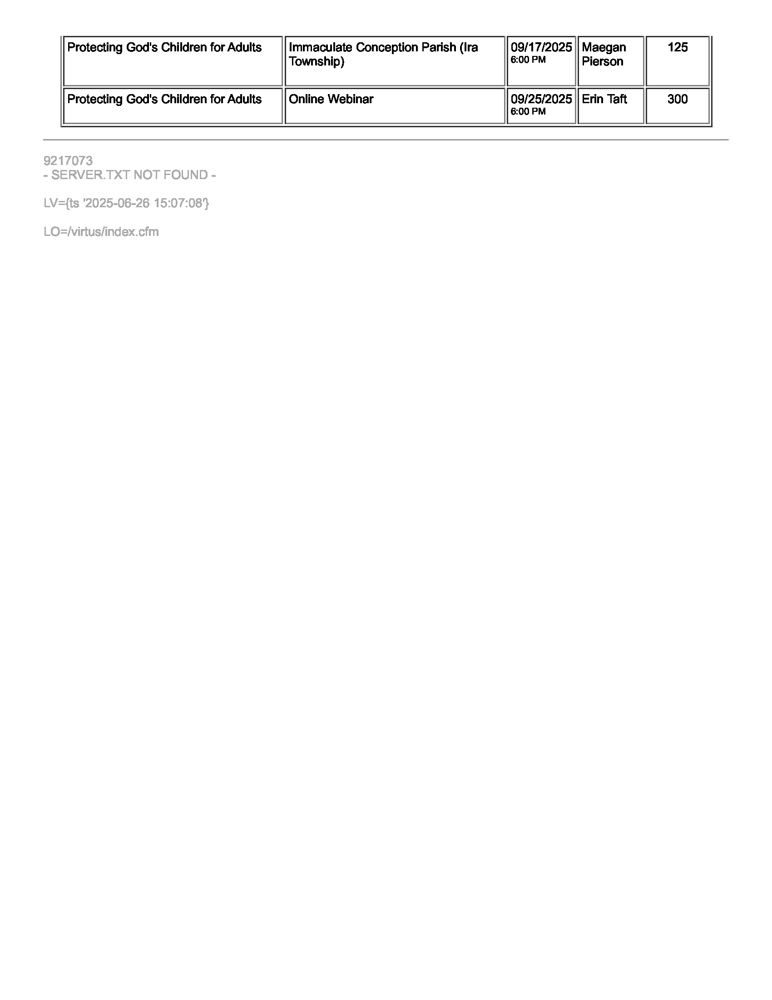 Protecting God's Children for Adults
Immaculate Conception Parish (Ira
Township)
09/17/2025
6:00 PM
Maegan
Pierson
125
Protecting God's Children for Adults
Online Webinar
09/25/2025
6:00 PM
Erin Taft
300
9217073
- SERVER.TXT NOT FOUND -
LV={ts '2025-06-26 15:07:08'}
LO=/virtus/index.cfm